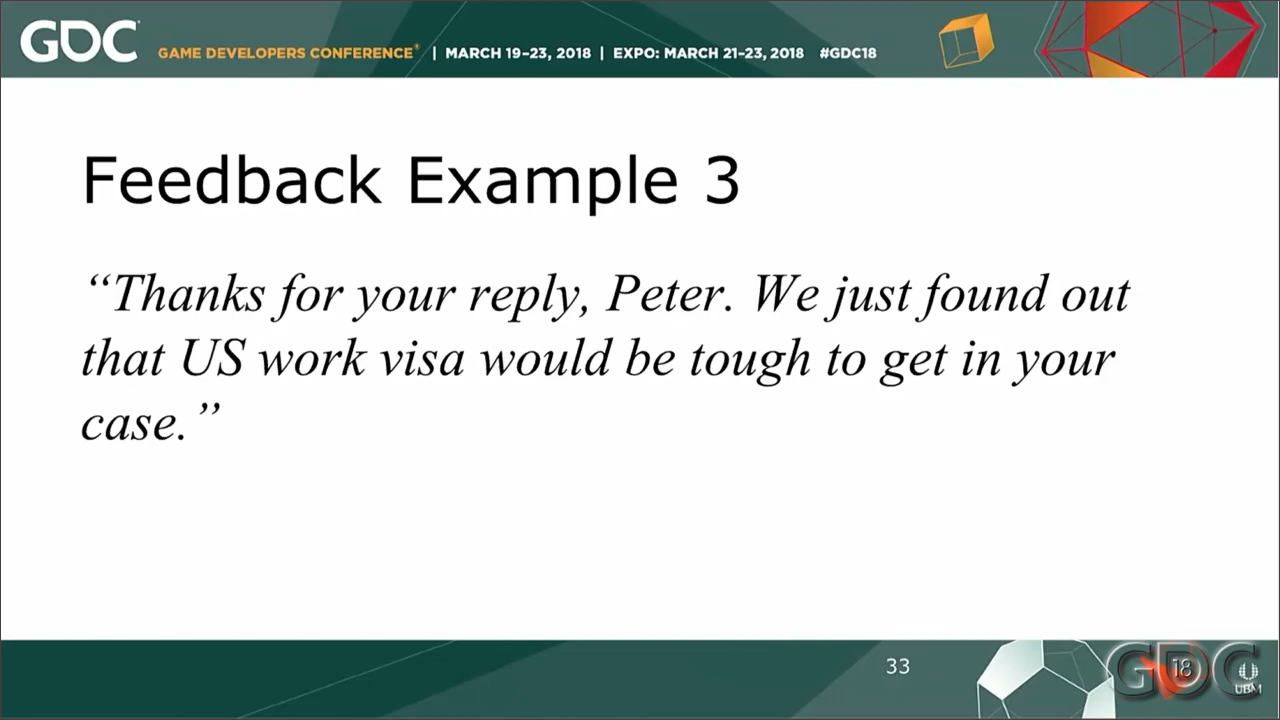 GDC GAME DEVELOPERS CONFERENCE® | MARCH 19–23, 2018 | EXPO: MARCH 21–23, 2018 #GDC18
Feedback Example 3
“Thanks for your reply, Peter. We just found out
that US work visa would be tough to get in your
case.”
33
GDC 18
UBM